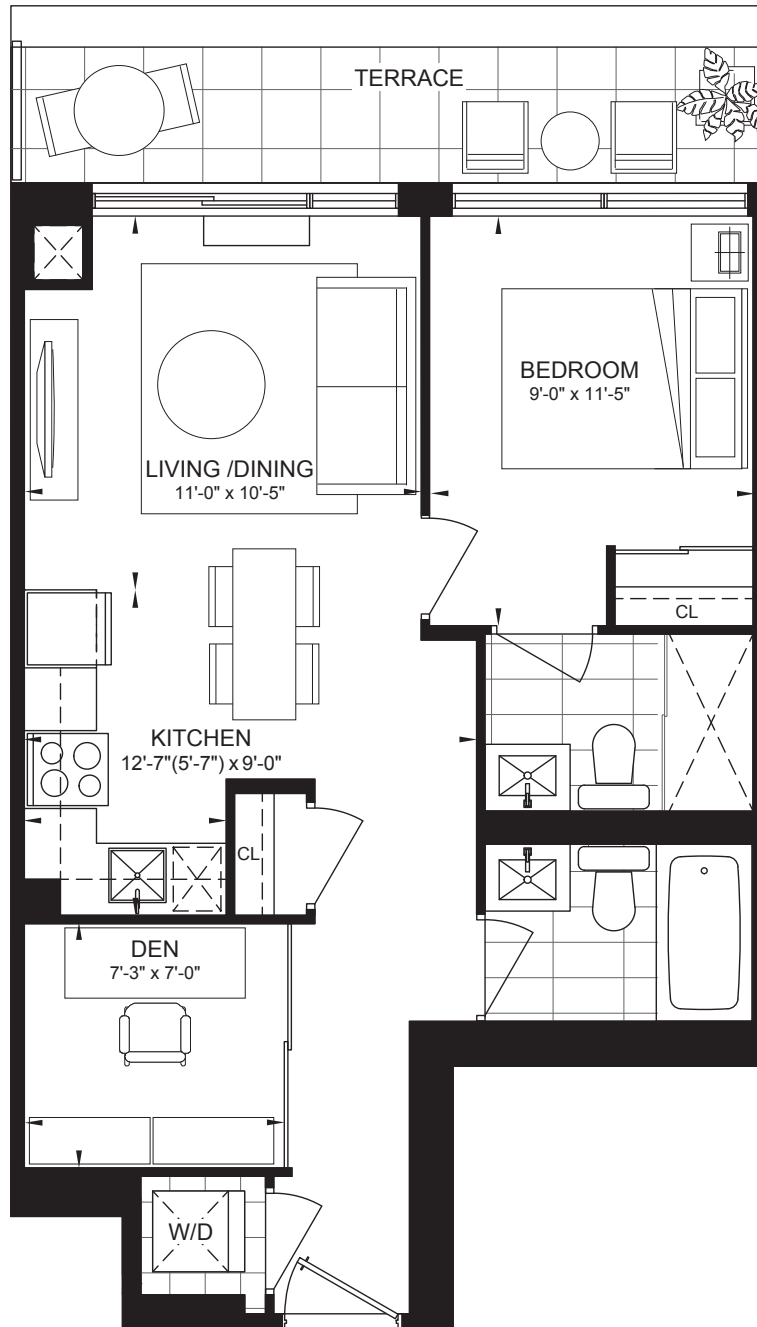 TERRACE
BEDROOM
9'-0" x 11'-5"
LIVING /DINING
11'-0" x 10'-5"
CL
KITCHEN
12'-7"(5'-7") x 9'-0"
CL
DEN
7'-3" x 7'-0"
W/D